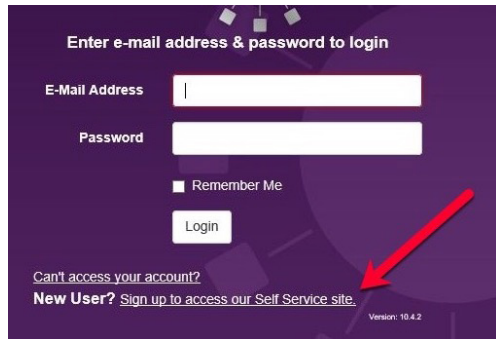 Enter e-mail address & password to login
E-Mail Address
Password
Remember Me
Login
Can't access your account?
New User? Sign up to access our Self Service site.
Version: 10.4.2